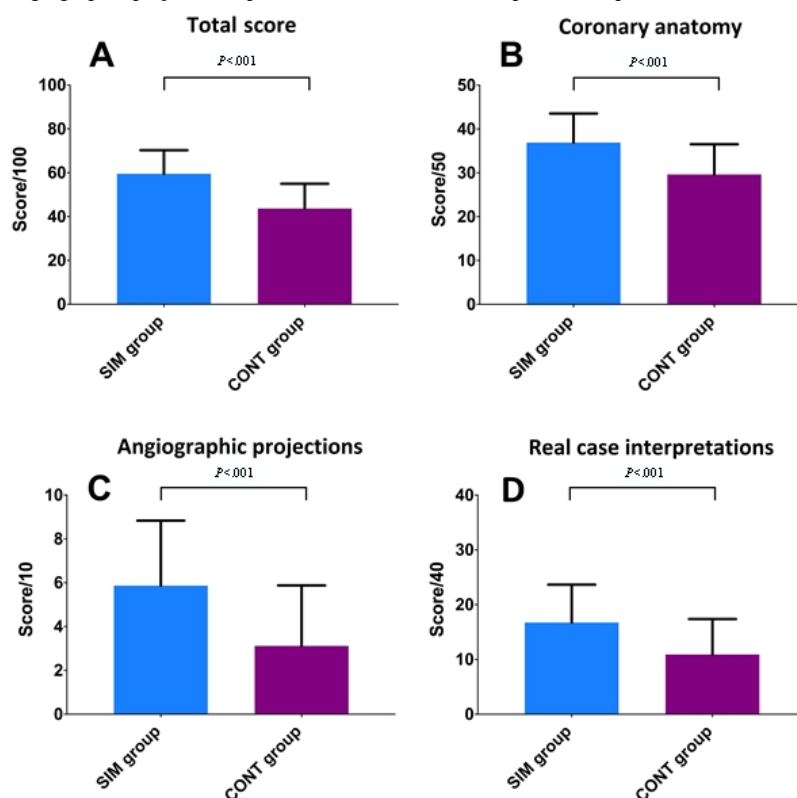 Total score
A
P<.001
Score/100
100
80
60
40
20
0
SIM group
CONT group
Coronary anatomy
B
P<.001
Score/50
50
40
30
20
10
0
SIM group
CONT group
Angiographic projections
C
P<.001
Score/10
10
8
6
4
2
0
SIM group
CONT group
Real case interpretations
D
P<.001
Score/40
40
30
20
10
0
SIM group
CONT group